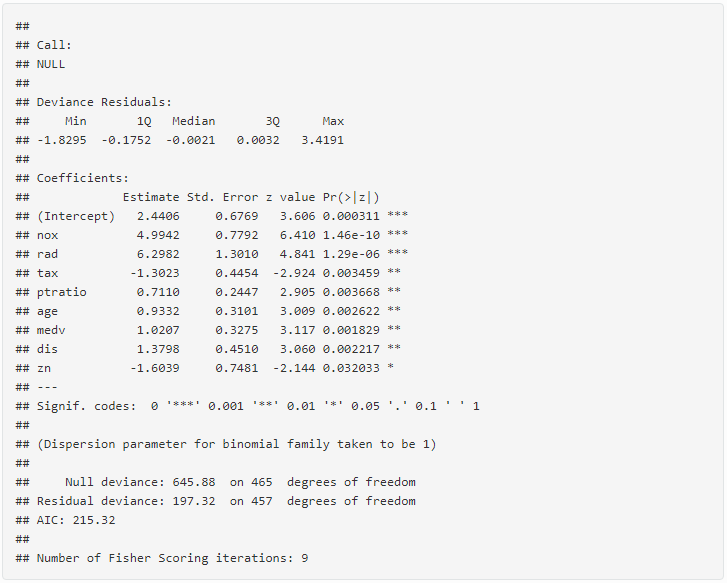 ##
## Call:
## NULL
##
## Deviance Residuals:
##     Min       1Q   Median       3Q      Max
## -1.8295  -0.1752  -0.0021   0.0032   3.4191
##
## Coefficients:
##             Estimate Std. Error z value Pr(>|z|)
## (Intercept)   2.4406     0.6769   3.606 0.000311 ***
## nox           4.9942     0.7792   6.410 1.46e-10 ***
## rad           6.2982     1.3010   4.841 1.29e-06 ***
## tax          -1.3023     0.4454  -2.924 0.003459 **
## ptratio       0.7110     0.2447   2.905 0.003668 **
## age           0.9332     0.3101   3.009 0.002622 **
## medv          1.0207     0.3275   3.117 0.001829 **
## dis           1.3798     0.4510   3.060 0.002217 **
## zn           -1.6039     0.7481  -2.144 0.032033 *
## ---
## Signif. codes:  0 '***' 0.001 '**' 0.01 '*' 0.05 '.' 0.1 ' ' 1
##
## (Dispersion parameter for binomial family taken to be 1)
##
##     Null deviance: 645.88  on 465  degrees of freedom
## Residual deviance: 197.32  on 457  degrees of freedom
## AIC: 215.32
##
## Number of Fisher Scoring iterations: 9